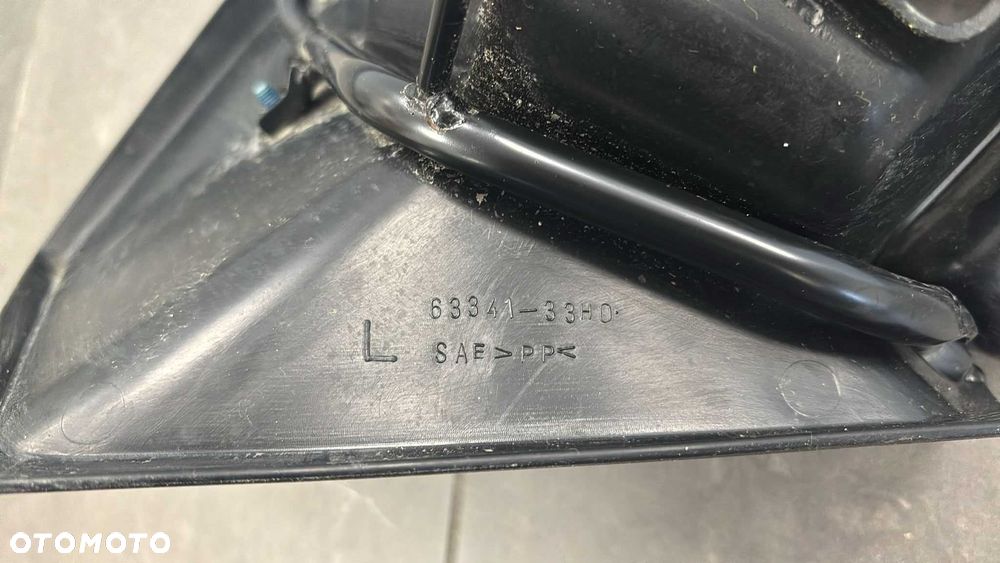 63341-33H0
L
SAE>PP<
OTOMOTO